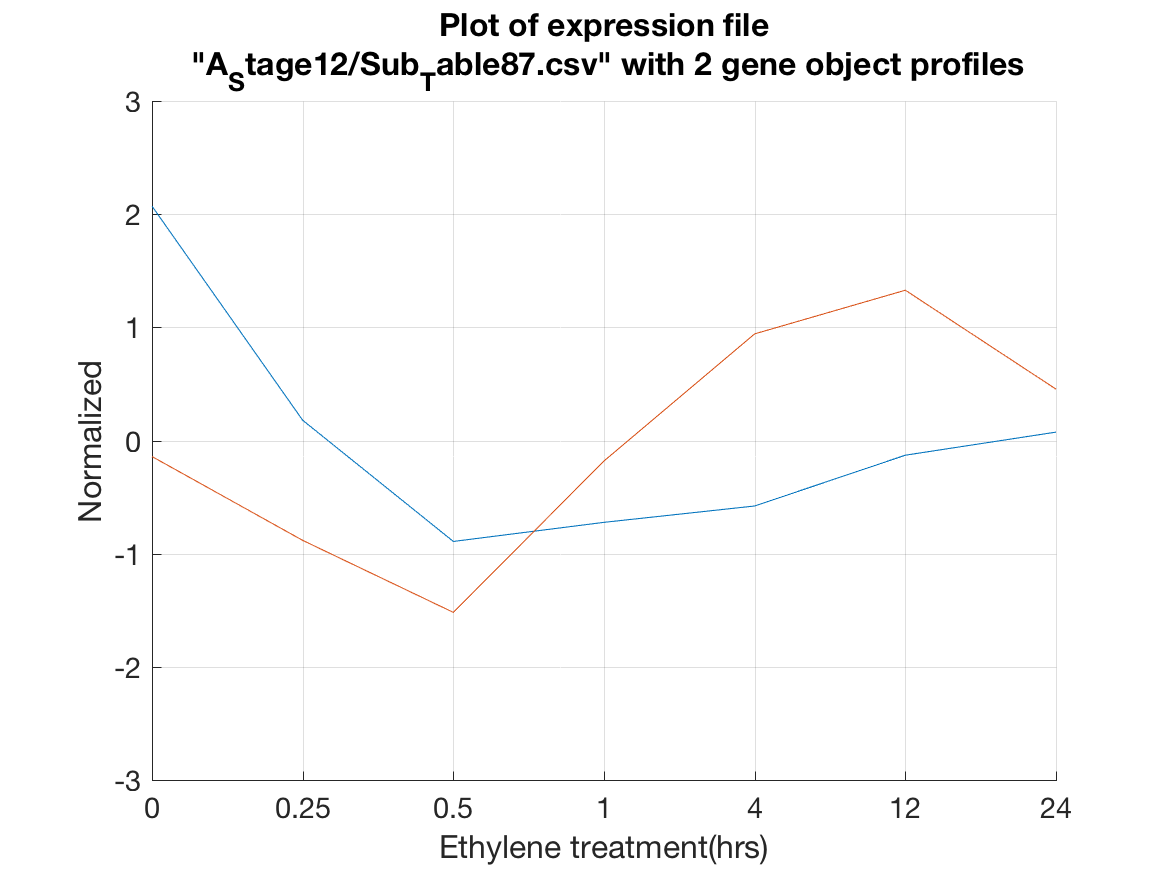 Plot of expression file
"A_Stage12/Sub_Table87.csv" with 2 gene object profiles
3
2
1
0
-1
-2
-3
Normalized
0 0.25 0.5 1 4 12 24
Ethylene treatment(hrs)